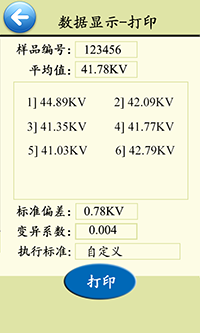 数据显示-打印
样品编号: 123456
平均值: 41.78KV
1] 44.89KV 2] 42.09KV
3] 41.35KV 4] 41.77KV
5] 41.03KV 6] 42.79KV
标准偏差: 0.78KV
变异系数: 0.004
执行标准: 自定义
打印